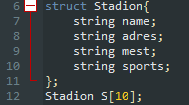 6 struct Stadion{
7 string name;
8 string adres;
9 string mest;
10 string sports;
11 };
12 Stadion S[10];